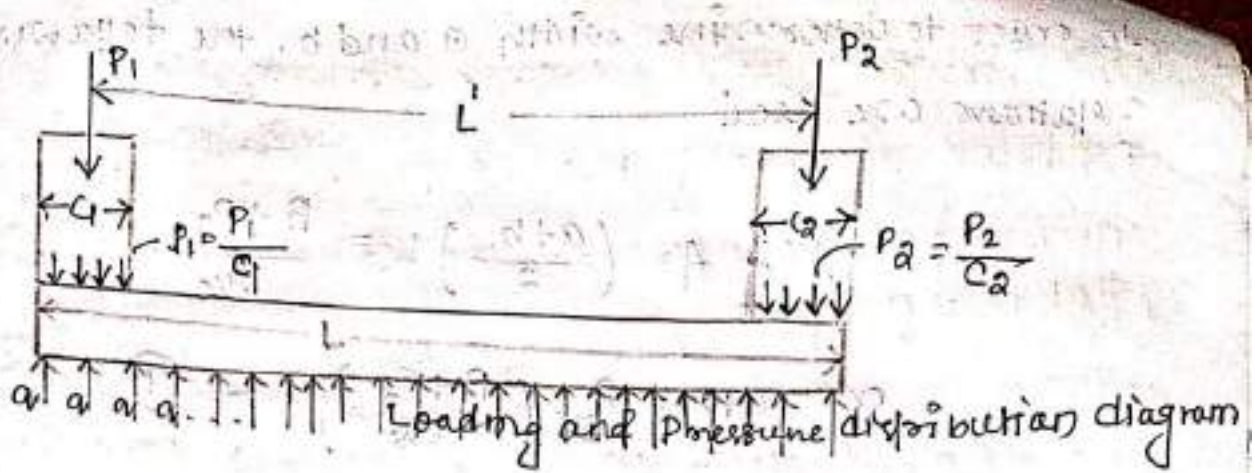 P1 P2
L'
C1 C2
p1 = P1/C1
P2 = P2/C2
L
q q q q... Loading and Pressure distribution diagram